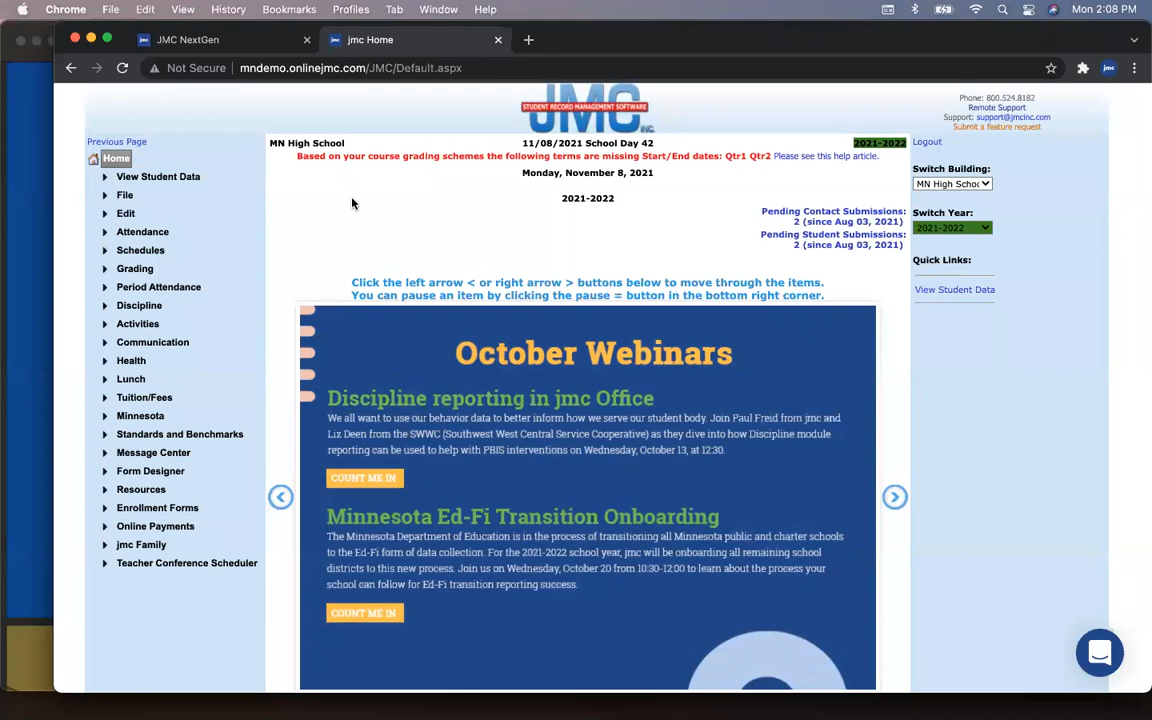 Chrome File Edit View History Bookmarks Profiles Tab Window Help Mon 2:08 PM
jmc JMC NextGen × jmc jmc Home × +
Not Secure mndemo.onlinejmc.com/JMC/Default.aspx jmc
JMC
STUDENT RECORD MANAGEMENT SOFTWARE
INC.
Phone: 800.524.8182
Remote Support
Support: support@jmcinc.com
Submit a feature request
Previous Page
Home
View Student Data
File
Edit
Attendance
Schedules
Grading
Period Attendance
Discipline
Activities
Communication
Health
Lunch
Tuition/Fees
Minnesota
Standards and Benchmarks
Message Center
Form Designer
Resources
Enrollment Forms
Online Payments
jmc Family
Teacher Conference Scheduler
MN High School 11/08/2021 School Day 42 2021-2022
Based on your course grading schemes the following terms are missing Start/End dates: Qtr1 Qtr2 Please see this help article.
Monday, November 8, 2021
2021-2022
Pending Contact Submissions:
2 (since Aug 03, 2021)
Pending Student Submissions:
2 (since Aug 03, 2021)
Click the left arrow < or right arrow > buttons below to move through the items.
You can pause an item by clicking the pause = button in the bottom right corner.
October Webinars
Discipline reporting in jmc Office
We all want to use our behavior data to better inform how we serve our student body. Join Paul Freid from jmc and
Liz Deen from the SWWC (Southwest West Central Service Cooperative) as they dive into how Discipline module
reporting can be used to help with PBIS interventions on Wednesday, October 13, at 12:30.
COUNT ME IN
Minnesota Ed-Fi Transition Onboarding
The Minnesota Department of Education is in the process of transitioning all Minnesota public and charter schools
to the Ed-Fi form of data collection. For the 2021-2022 school year, jmc will be onboarding all remaining school
districts to this new process. Join us on Wednesday, October 20 from 10:30-12:00 to learn about the process your
school can follow for Ed-Fi transition reporting success.
COUNT ME IN
Logout
Switch Building:
MN High Schoo
Switch Year:
2021-2022
Quick Links:
View Student Data